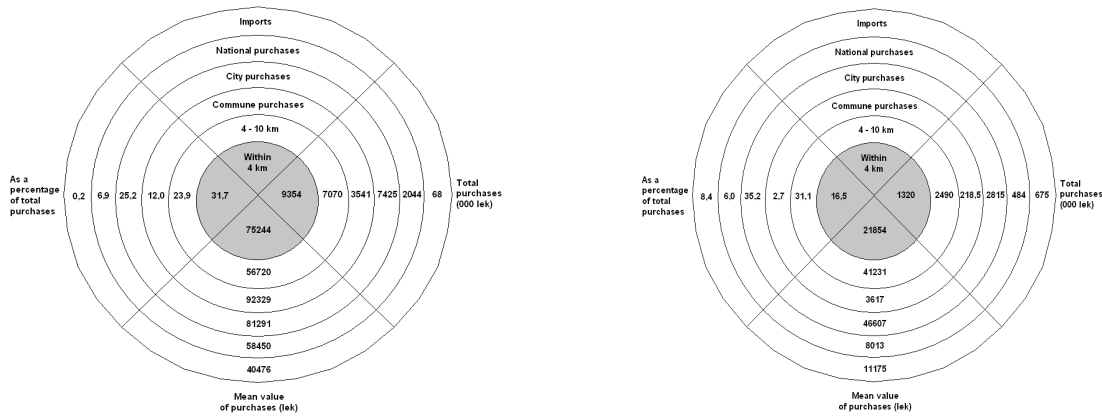 Imports
National purchases
City purchases
Commune purchases
4 - 10 km
Within
4 km
As a
percentage
of total
purchases
0,2 6,9 25,2 12,0 23,9 31,7 9354 7070 3541 7425 2044 68
Total
purchases
(000 lek)
75244
56720
92329
81291
58450
40476
Mean value
of purchases (lek)
Imports
National purchases
City purchases
Commune purchases
4 - 10 km
Within
4 km
As a
percentage
of total
purchases
8,4 6,0 35,2 2,7 31,1 16,5 1320 2490 218,5 2815 484 675
Total
purchases
(000 lek)
21854
41231
3617
46607
8013
11175
Mean value
of purchases (lek)